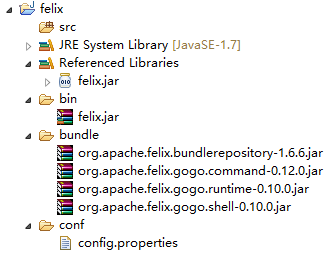 felix
src
JRE System Library [JavaSE-1.7]
Referenced Libraries
felix.jar
bin
felix.jar
bundle
org.apache.felix.bundlerepository-1.6.6.jar
org.apache.felix.gogo.command-0.12.0.jar
org.apache.felix.gogo.runtime-0.10.0.jar
org.apache.felix.gogo.shell-0.10.0.jar
conf
config.properties